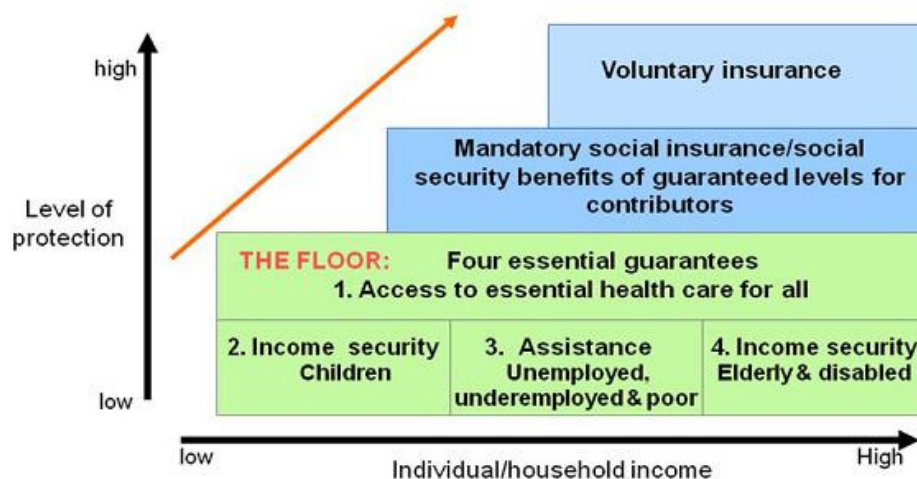 high
Voluntary insurance
Mandatory social insurance/social
security benefits of guaranteed levels for
contributors
Level of
protection
THE FLOOR: Four essential guarantees
1. Access to essential health care for all
2. Income security
Children
3. Assistance
Unemployed,
underemployed & poor
4. Income security
Elderly & disabled
low
low
Individual/household income
High